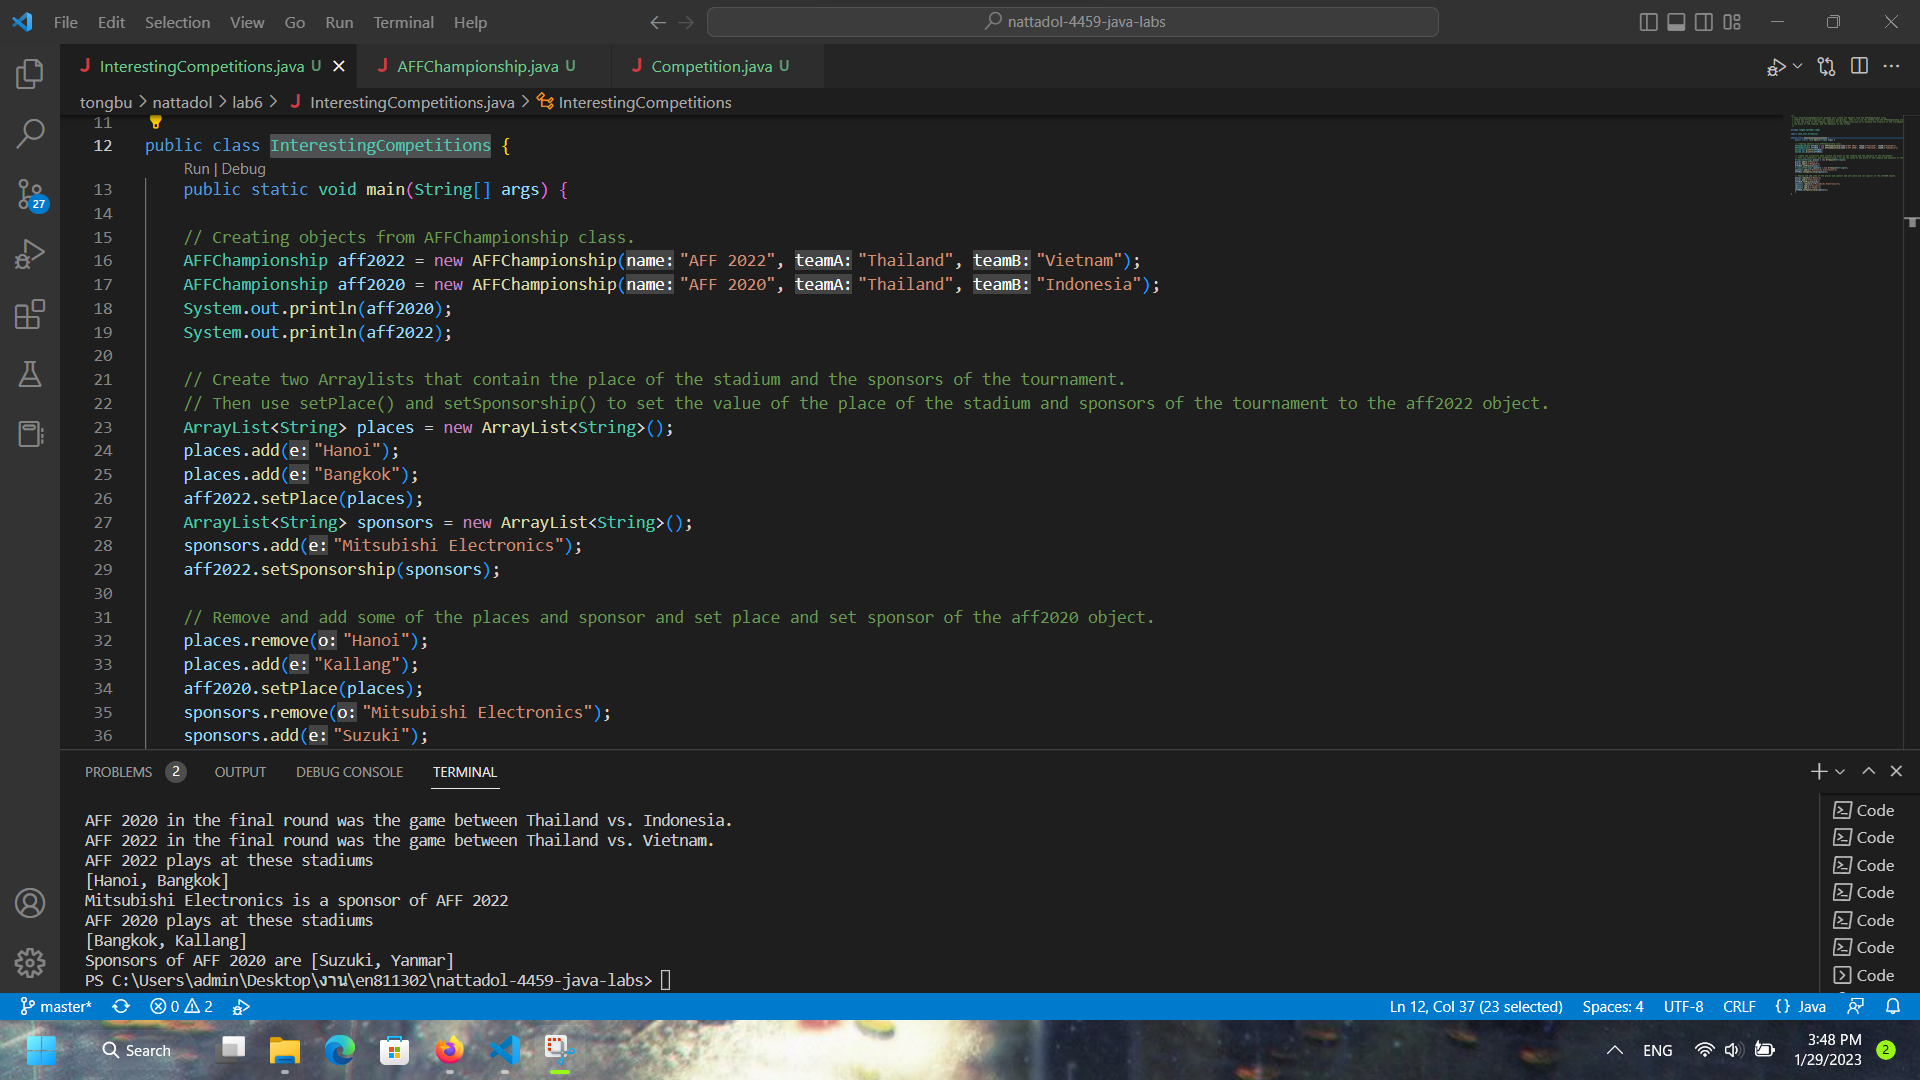 File Edit Selection View Go Run Terminal Help
nattadol-4459-java-labs
InterestingCompetitions.java U
AFFChampionship.java U
Competition.java U
tongbu > nattadol > lab6 > J InterestingCompetitions.java > InterestingCompetitions
11
12 public class InterestingCompetitions {
Run | Debug
13 public static void main(String[] args) {
14
15 // Creating objects from AFFChampionship class.
16 AFFChampionship aff2022 = new AFFChampionship(name: "AFF 2022", teamA: "Thailand", teamB: "Vietnam");
17 AFFChampionship aff2020 = new AFFChampionship(name: "AFF 2020", teamA: "Thailand", teamB: "Indonesia");
18 System.out.println(aff2020);
19 System.out.println(aff2022);
20
21 // Create two Arraylists that contain the place of the stadium and the sponsors of the tournament.
22 // Then use setPlace() and setSponsorship() to set the value of the place of the stadium and sponsors of the tournament to the aff2022 object.
23 ArrayList<String> places = new ArrayList<String>();
24 places.add(e: "Hanoi");
25 places.add(e: "Bangkok");
26 aff2022.setPlace(places);
27 ArrayList<String> sponsors = new ArrayList<String>();
28 sponsors.add(e: "Mitsubishi Electronics");
29 aff2022.setSponsorship(sponsors);
30
31 // Remove and add some of the places and sponsor and set place and set sponsor of the aff2020 object.
32 places.remove(o: "Hanoi");
33 places.add(e: "Kallang");
34 aff2020.setPlace(places);
35 sponsors.remove(o: "Mitsubishi Electronics");
36 sponsors.add(e: "Suzuki");
27
PROBLEMS 2 OUTPUT DEBUG CONSOLE TERMINAL
AFF 2020 in the final round was the game between Thailand vs. Indonesia.
AFF 2022 in the final round was the game between Thailand vs. Vietnam.
AFF 2022 plays at these stadiums
[Hanoi, Bangkok]
Mitsubishi Electronics is a sponsor of AFF 2022
AFF 2020 plays at these stadiums
[Bangkok, Kallang]
Sponsors of AFF 2020 are [Suzuki, Yanmar]
PS C:\Users\admin\Desktop\งาน\en811302\nattadol-4459-java-labs>
Code
Code
Code
Code
Code
Code
Code
master* 0 2
Ln 12, Col 37 (23 selected) Spaces: 4 UTF-8 CRLF {} Java
Search
ENG
3:48 PM
1/29/2023
2